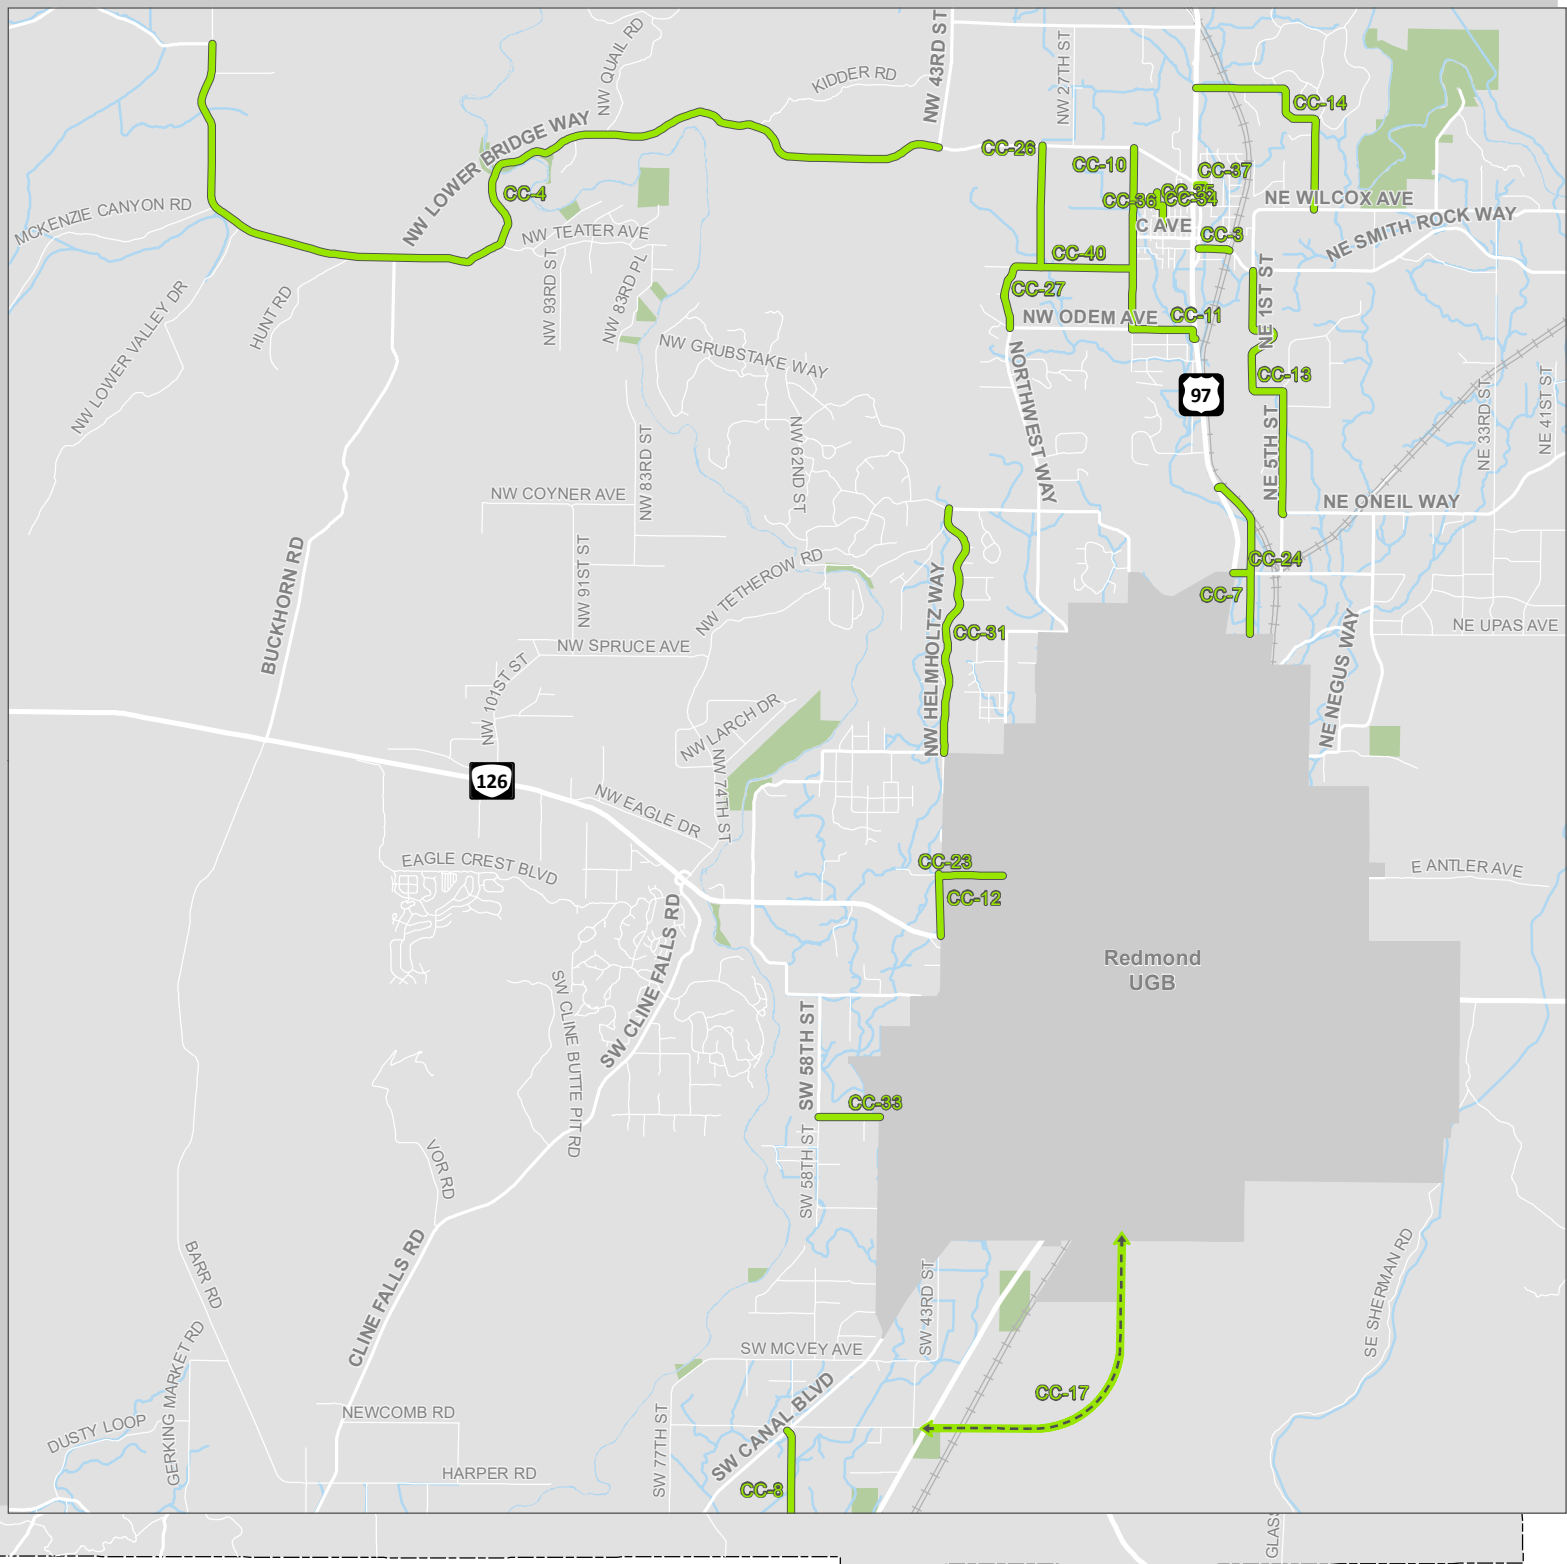 NW QUAIL RD
KIDDER RD
NW 43RD ST
NW 27TH ST
CC-14
NW LOWER BRIDGE WAY
CC-26
CC-10
CC-37
CC-4
CC-35
CC-36
CC-34
NE WILCOX AVE
MCKENZIE CANYON RD
C AVE
NE SMITH ROCK WAY
NW TEATER AVE
CC-3
CC-40
NW 93RD ST
NW 83RD PL
CC-27
NE 1ST ST
NW LOWER VALLEY DR
HUNT RD
NW ODEM AVE
CC-11
NW GRUBSTAKE WAY
CC-13
97
NORTHWEST WAY
NE 5TH ST
NE 33RD ST
NE 41ST ST
NW 62ND ST
NW 83RD ST
NW COYNER AVE
NE ONEIL WAY
BUCKHORN RD
NW 91ST ST
NW TETHEROW RD
CC-24
CC-7
NW HELMHOLTZ WAY
CC-31
NE UPAS AVE
NW SPRUCE AVE
NW 101ST ST
NE NEGUS WAY
NW LARCH DR
NW 74TH ST
126
NW EAGLE DR
EAGLE CREST BLVD
CC-23
CC-12
E ANTLER AVE
SW CLINE FALLS RD
Redmond
UGB
SW CLINE BUTTE PIT RD
SW 58TH ST
CC-33
SW 58TH ST
VOR RD
BARR RD
CLINE FALLS RD
SW 43RD ST
SE SHERMAN RD
GERKING MARKET RD
SW MCVEY AVE
CC-17
NEWCOMB RD
DUSTY LOOP
SW 77TH ST
SW CANAL BLVD
HARPER RD
CC-8
GLASS